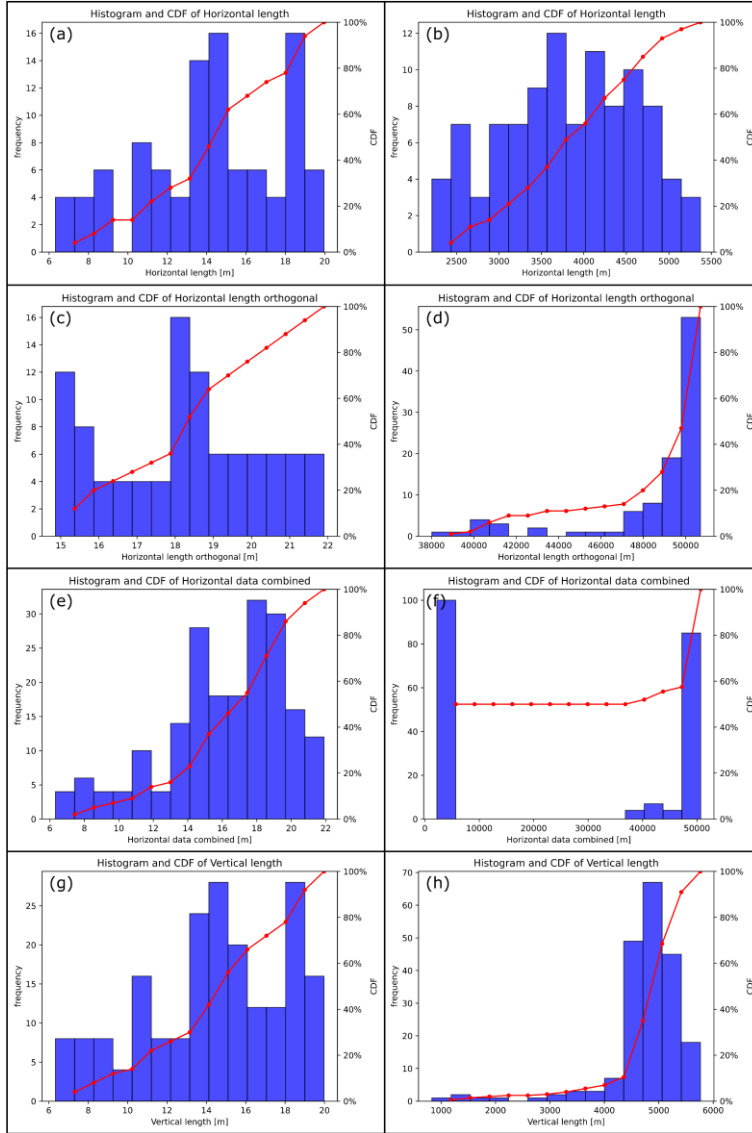 Histogram and CDF of Horizontal length
(a)
16
14
12
10
8
6
4
2
0
frequency
100%
80%
60%
40%
20%
0%
CDF
6 8 10 12 14 16 18 20
Horizontal length [m]
Histogram and CDF of Horizontal length
(b)
12
10
8
6
4
2
0
frequency
100%
80%
60%
40%
20%
0%
CDF
2500 3000 3500 4000 4500 5000 5500
Horizontal length [m]
Histogram and CDF of Horizontal length orthogonal
(c)
16
14
12
10
8
6
4
2
0
frequency
100%
80%
60%
40%
20%
0%
CDF
15 16 17 18 19 20 21 22
Horizontal length orthogonal [m]
Histogram and CDF of Horizontal length orthogonal
(d)
50
40
30
20
10
0
frequency
100%
80%
60%
40%
20%
0%
CDF
38000 40000 42000 44000 46000 48000 50000
Horizontal length orthogonal [m]
Histogram and CDF of Horizontal data combined
(e)
30
25
20
15
10
5
0
frequency
100%
80%
60%
40%
20%
0%
CDF
6 8 10 12 14 16 18 20 22
Horizontal data combined [m]
Histogram and CDF of Horizontal data combined
(f)
100
80
60
40
20
0
frequency
100%
80%
60%
40%
20%
0%
CDF
0 10000 20000 30000 40000 50000
Horizontal data combined [m]
Histogram and CDF of Vertical length
(g)
25
20
15
10
5
0
frequency
100%
80%
60%
40%
20%
0%
CDF
6 8 10 12 14 16 18 20
Vertical length [m]
Histogram and CDF of Vertical length
(h)
70
60
50
40
30
20
10
0
frequency
100%
80%
60%
40%
20%
0%
CDF
1000 2000 3000 4000 5000 6000
Vertical length [m]